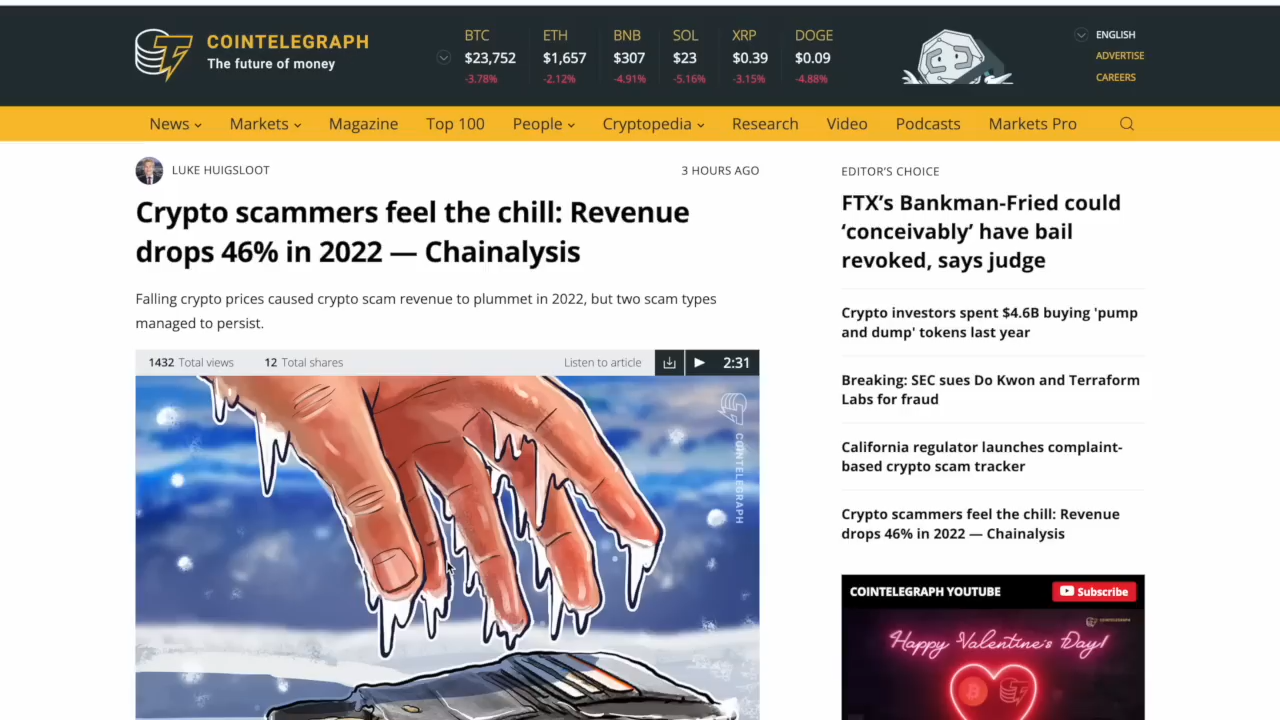 COINTELEGRAPH
The future of money
BTC
$23,752
-3.78%
ETH
$1,657
-2.12%
BNB
$307
-4.91%
SOL
$23
-5.16%
XRP
$0.39
-3.15%
DOGE
$0.09
-4.88%
ENGLISH
ADVERTISE
CAREERS
News Markets Magazine Top 100 People Cryptopedia Research Video Podcasts Markets Pro
LUKE HUIGSLOOT
3 HOURS AGO
Crypto scammers feel the chill: Revenue
drops 46% in 2022 — Chainalysis
Falling crypto prices caused crypto scam revenue to plummet in 2022, but two scam types
managed to persist.
1432 Total views 12 Total shares Listen to article 2:31
COINTELEGRAPH
EDITOR'S CHOICE
FTX’s Bankman-Fried could
‘conceivably’ have bail
revoked, says judge
Crypto investors spent $4.6B buying 'pump
and dump' tokens last year
Breaking: SEC sues Do Kwon and Terraform
Labs for fraud
California regulator launches complaint-
based crypto scam tracker
Crypto scammers feel the chill: Revenue
drops 46% in 2022 — Chainalysis
COINTELEGRAPH YOUTUBE
Subscribe
COINTELEGRAPH
Happy Valentine's Day!